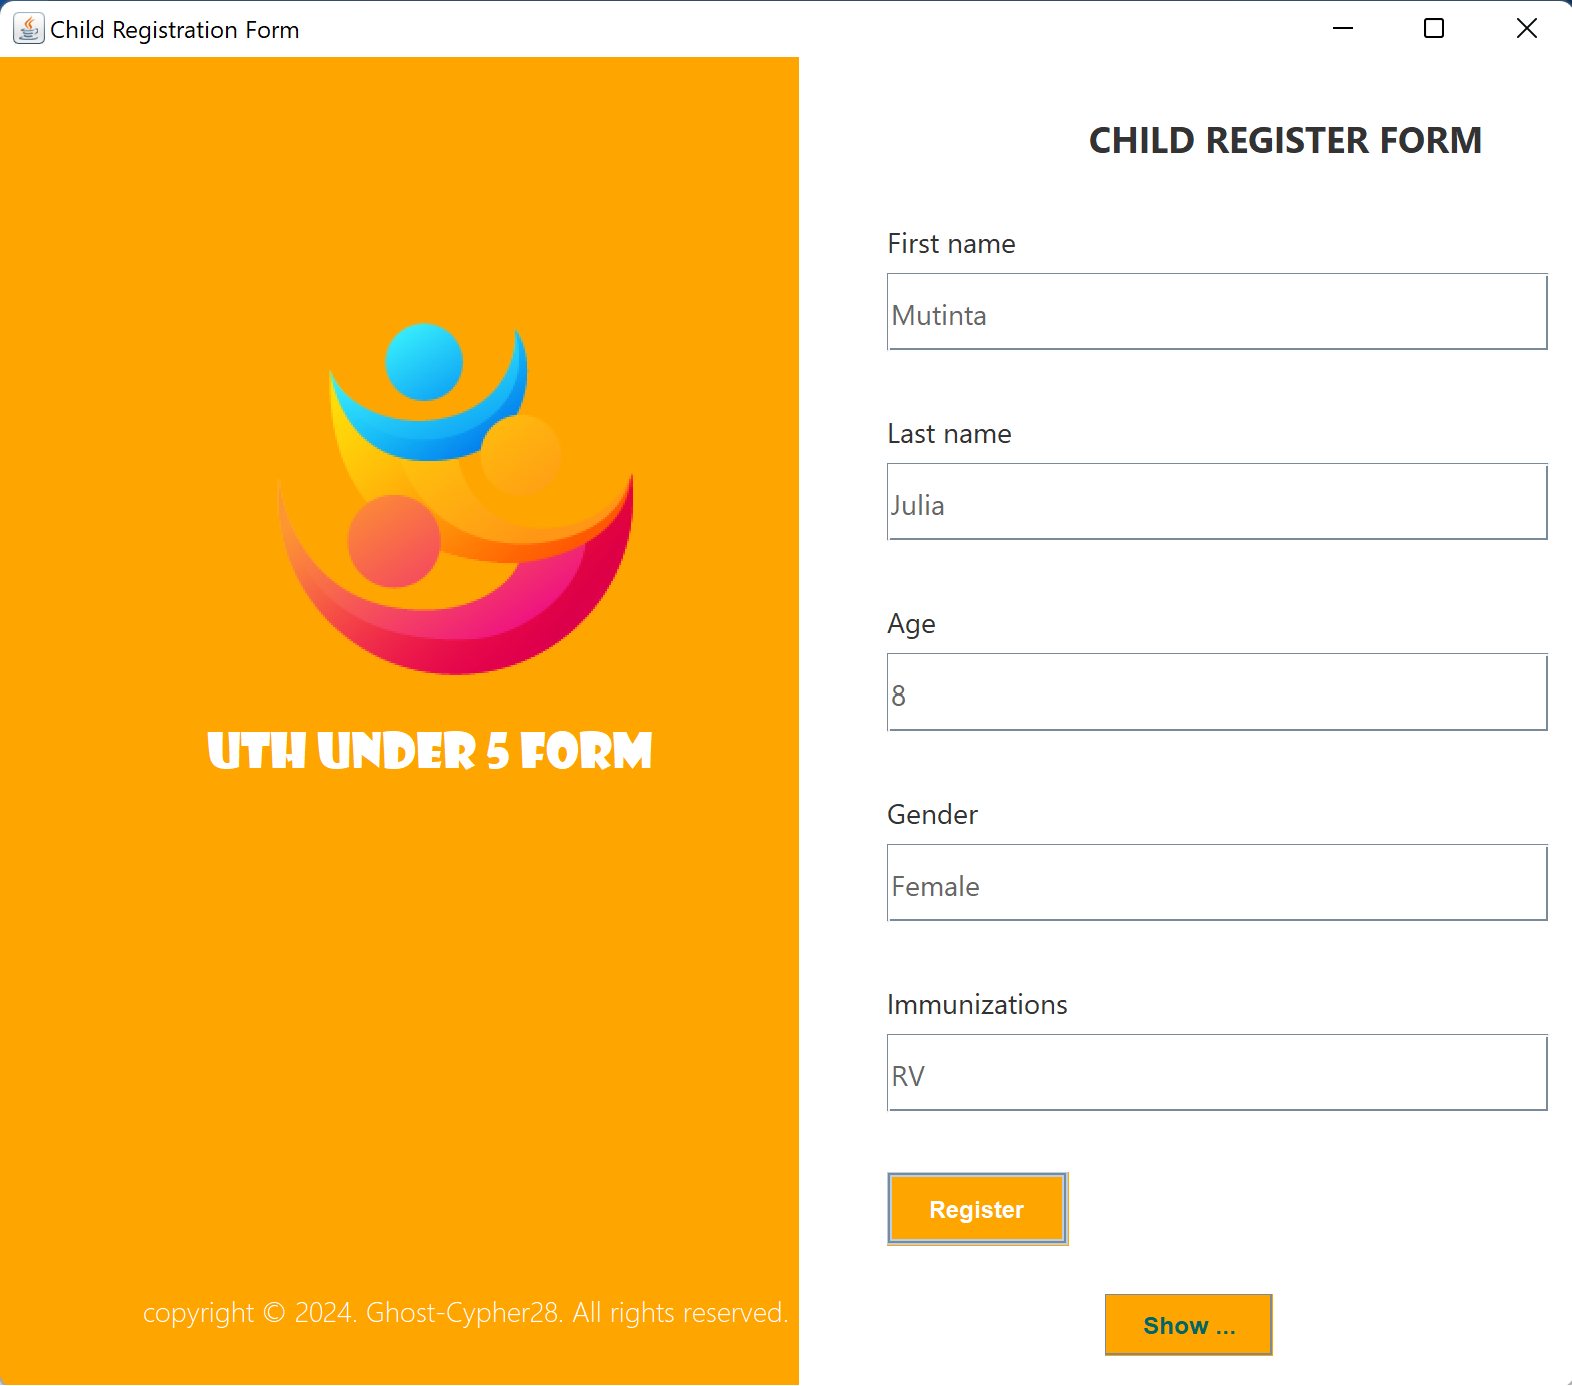 Child Registration Form
UTH UNDER 5 FORM
copyright © 2024. Ghost-Cypher28. All rights reserved.
CHILD REGISTER FORM
First name
Mutinta
Last name
Julia
Age
8
Gender
Female
Immunizations
RV
Register
Show ...